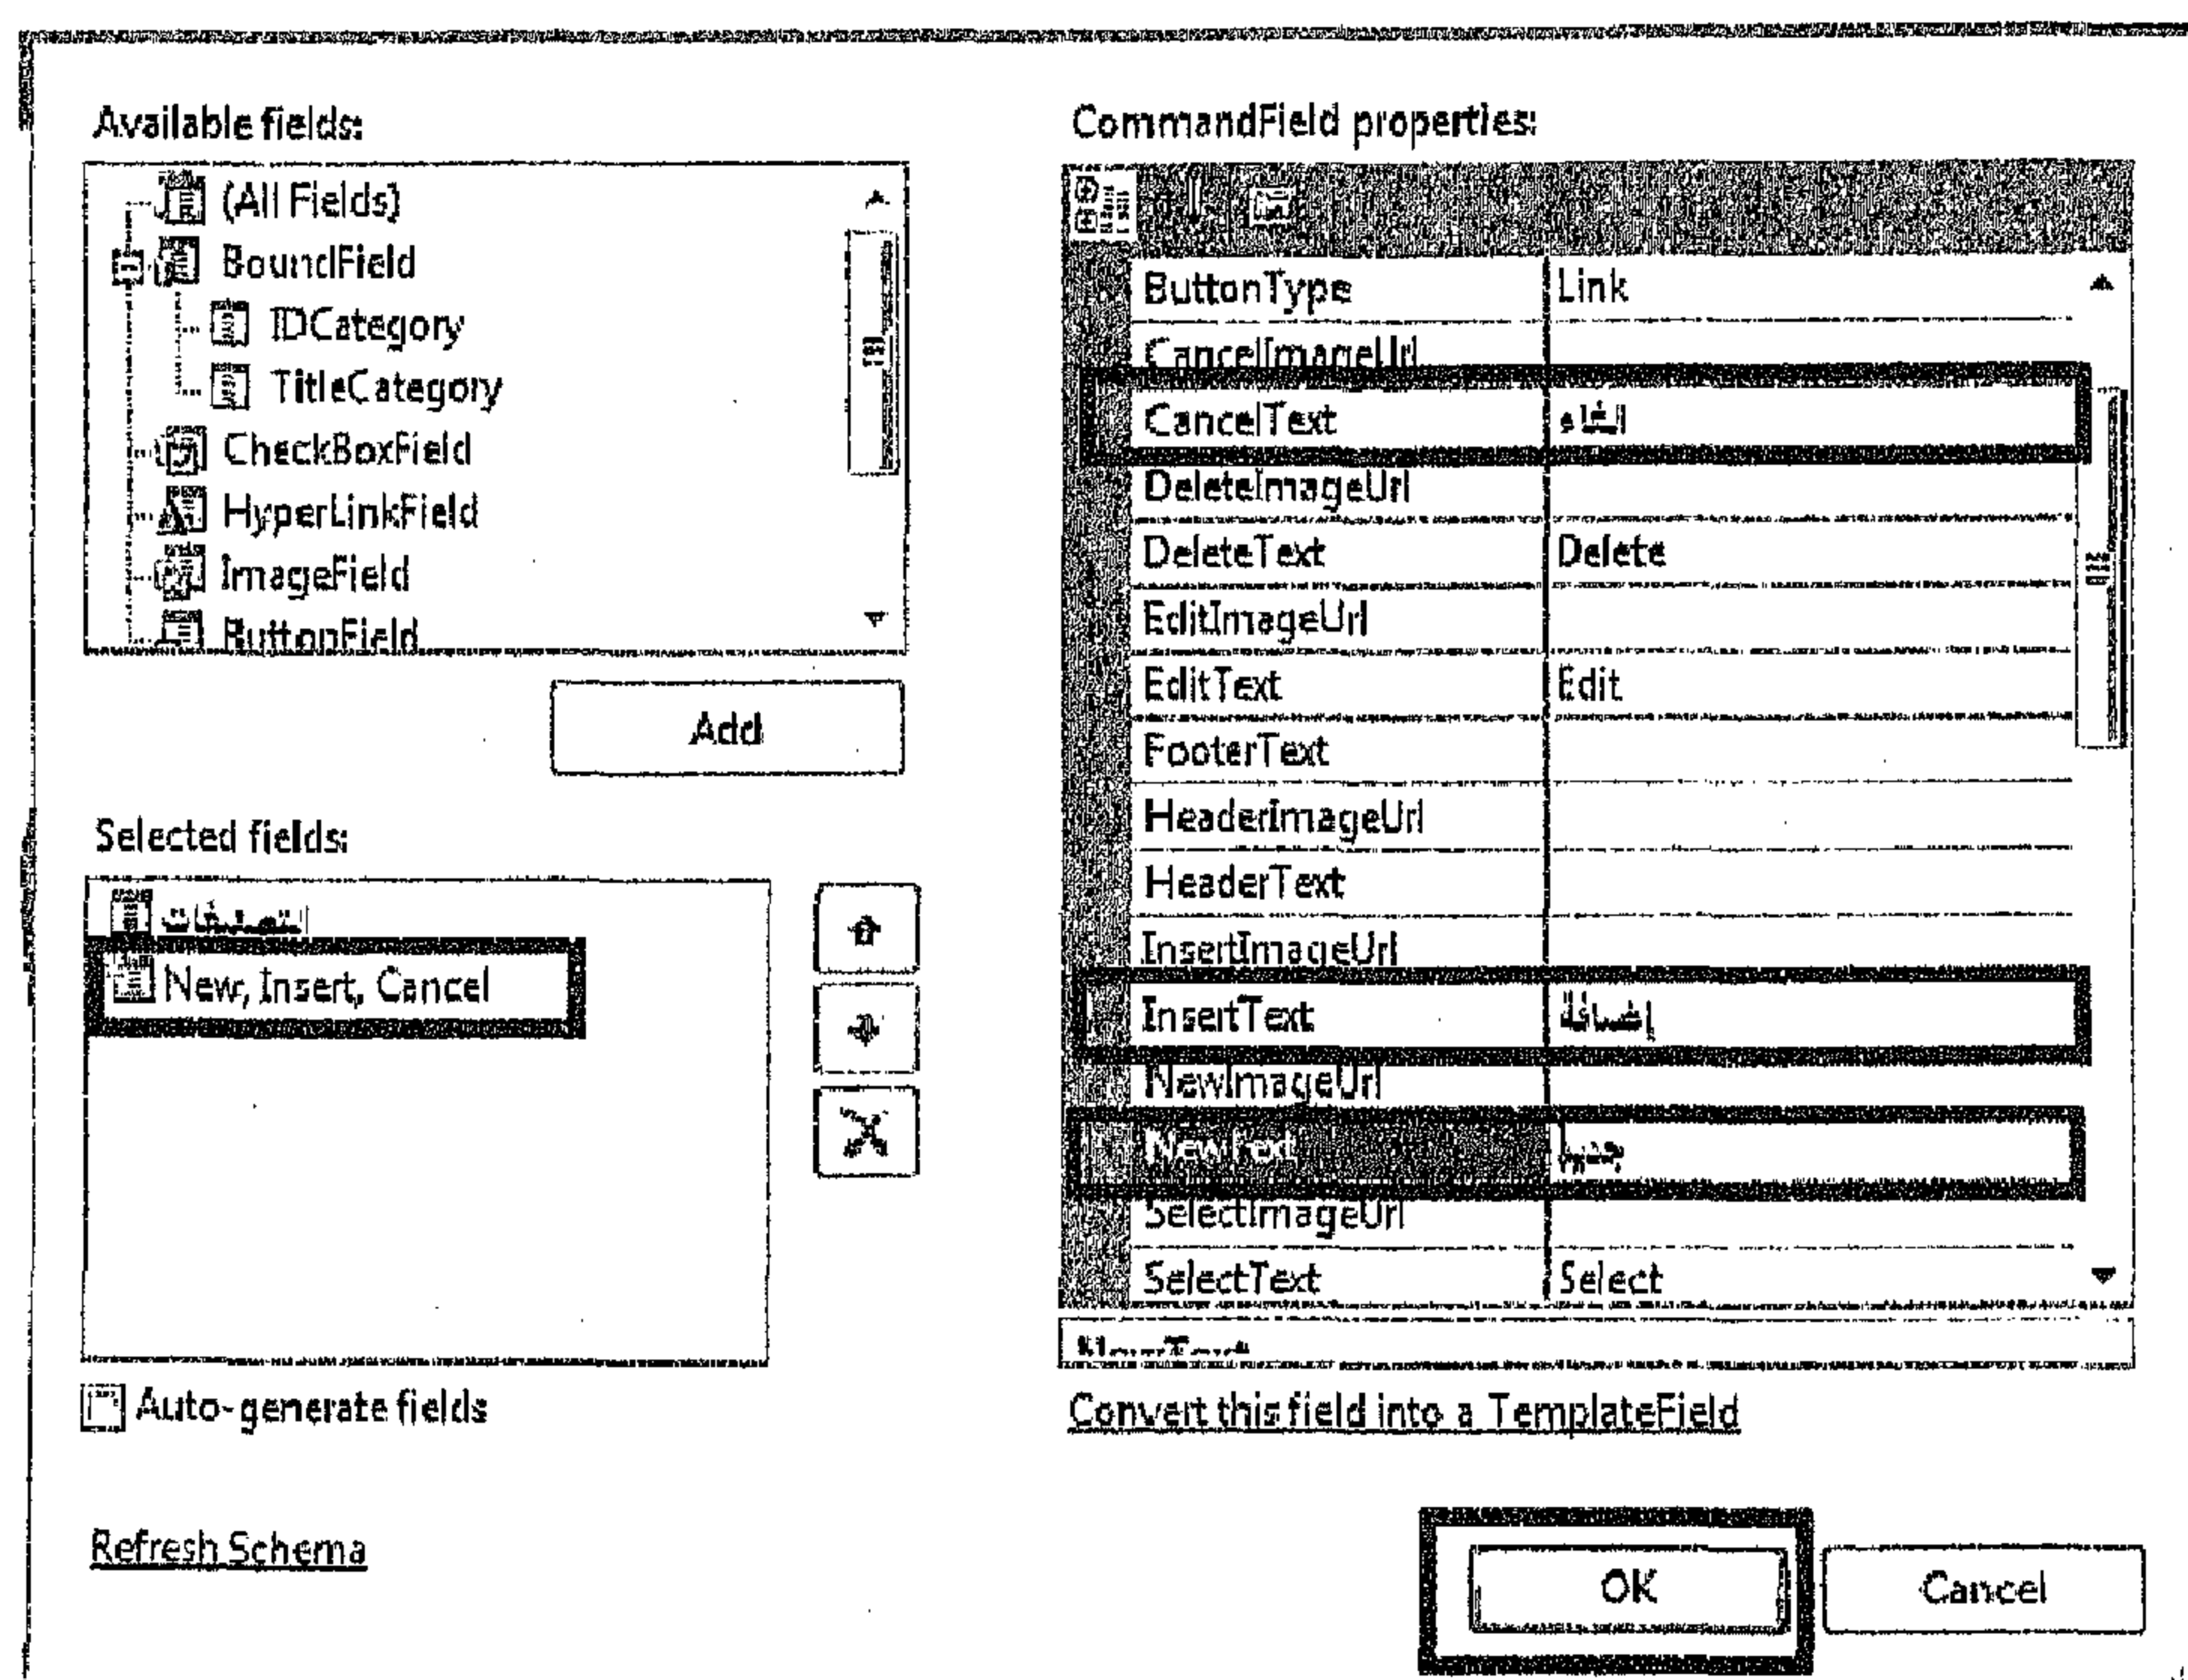 Available fields:
(All Fields)
BoundField
IDCategory
TitleCategory
CheckBoxField
HyperLinkField
ImageField
ButtonField
Add
Selected fields:
New, Insert, Cancel
Auto-generate fields
Refresh Schema
CommandField properties:
ButtonType Link
CancelImageUrl
CancelText الغاء
DeleteImageUrl
DeleteText Delete
EditImageUrl
EditText Edit
FooterText
HeaderImageUrl
HeaderText
InsertImageUrl
InsertText إضافة
NewImageUrl
NewText جديد
SelectImageUrl
SelectText Select
NewText
Convert this field into a TemplateField
OK Cancel